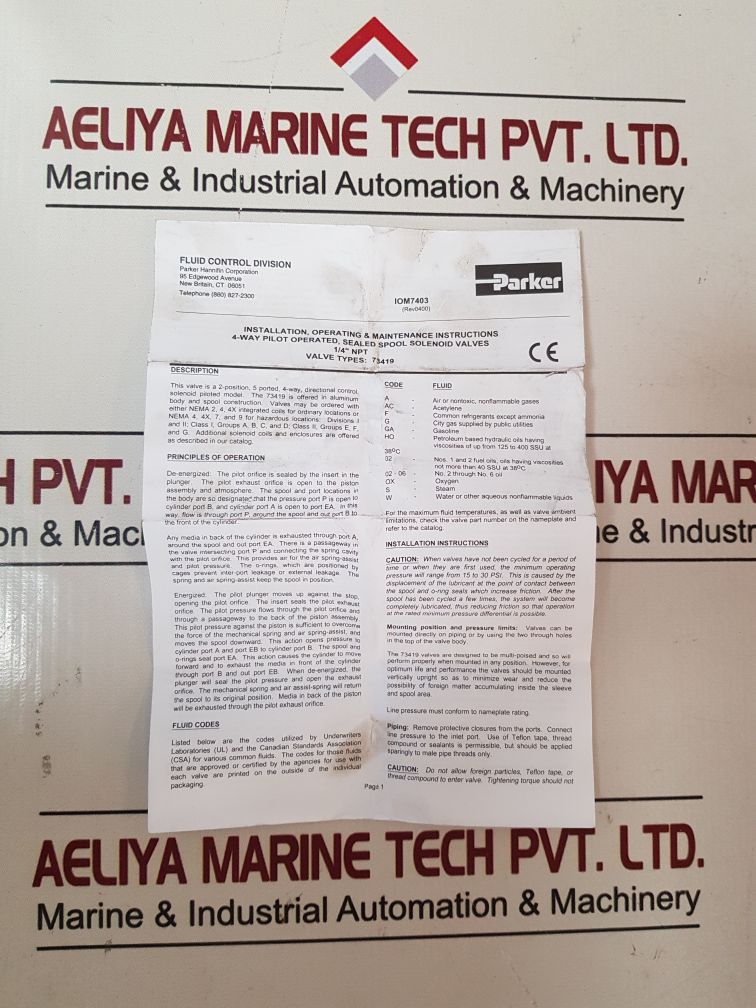 AELIYA MARINE TECH PVT. LTD.
Marine & Industrial Automation & Machinery
FLUID CONTROL DIVISION
Parker Hannifin Corporation
95 Edgewood Avenue
New Britain, CT 06051
Telephone (860) 827-2300
Parker
IOM7403
(Rev0400)
INSTALLATION, OPERATING & MAINTENANCE INSTRUCTIONS
4-WAY PILOT OPERATED, SEALED SPOOL SOLENOID VALVES
1/4" NPT
VALVE TYPES: 73419
CE
DESCRIPTION
This valve is a 2-position, 5 ported, 4-way, directional control,
solenoid piloted model. The 73419 is offered in aluminum
body and spool construction. Valves may be ordered with
either NEMA 2, 4, 4X integrated coils for ordinary locations or
NEMA 4, 4X, 7, and 9 for hazardous locations: Divisions I
and II; Class I, Groups A, B, C, and D; Class II, Groups E, F,
and G. Additional solenoid coils and enclosures are offered
as described in our catalog.
PRINCIPLES OF OPERATION
De-energized: The pilot orifice is sealed by the insert in the
plunger. The pilot exhaust orifice is open to the piston
assembly and atmosphere. The spool and port locations in
the body are so designated that the pressure port P is open to
cylinder port B, and cylinder port A is open to port EA. In this
way, flow is through port P, around the spool and out port B to
the front of the cylinder.
Any media in back of the cylinder is exhausted through port A,
around the spool and out port EA. There is a passageway in
the valve intersecting port P and connecting the spring cavity
with the pilot orifice. This provides air for the air spring-assist
and pilot pressure. The o-rings, which are positioned by
cages prevent inter-port leakage or external leakage. The
spring and air spring-assist keep the spool in position.
Energized: The pilot plunger moves up against the stop,
opening the pilot orifice. The insert seals the pilot exhaust
orifice. The pilot pressure flows through the pilot orifice and
through a passageway to the back of the piston assembly.
This pilot pressure against the piston is sufficient to overcome
the force of the mechanical spring and air spring-assist, and
moves the spool downward. This action opens pressure to
cylinder port A and port EB to cylinder port B. The spool and
o-rings seal port EA. This action causes the cylinder to move
forward and to exhaust the media in front of the cylinder
through port B and out port EB. When de-energized, the
plunger will seal the pilot pressure and open the exhaust
orifice. The mechanical spring and air assist-spring will return
the spool to its original position. Media in back of the piston
will be exhausted through the pilot exhaust orifice.
FLUID CODES
Listed below are the codes utilized by Underwriters
Laboratories (UL) and the Canadian Standards Association
(CSA) for various common fluids. The codes for those fluids
that are approved or certified by the agencies for use with
each valve are printed on the outside of the individual
packaging.
CODE FLUID
A - Air or nontoxic, nonflammable gases
AC - Acetylene
F - Common refrigerants except ammonia
G - City gas supplied by public utilities
GA - Gasoline
HO - Petroleum based hydraulic oils having
viscosities of up from 125 to 400 SSU at
38ºC
02 - Nos. 1 and 2 fuel oils, oils having viscosities
not more than 40 SSU at 38ºC
02 - 06 - No. 2 through No. 6 oil
OX - Oxygen
S - Steam
W - Water or other aqueous nonflammable liquids
For the maximum fluid temperatures, as well as valve ambient
limitations, check the valve part number on the nameplate and
refer to the catalog.
INSTALLATION INSTRUCTIONS
CAUTION: When valves have not been cycled for a period of
time or when they are first used, the minimum operating
pressure will range from 15 to 30 PSI. This is caused by the
displacement of the lubricant at the point of contact between
the spool and o-ring seals which increase friction. After the
spool has been cycled a few times, the system will become
completely lubricated, thus reducing friction so that operation
at the rated minimum pressure differential is possible.
Mounting position and pressure limits: Valves can be
mounted directly on piping or by using the two through holes
in the top of the valve body.
The 73419 valves are designed to be multi-poised and so will
perform properly when mounted in any position. However, for
optimum life and performance the valves should be mounted
vertically upright so as to minimize wear and reduce the
possibility of foreign matter accumulating inside the sleeve
and spool area.
Line pressure must conform to nameplate rating.
Piping: Remove protective closures from the ports. Connect
line pressure to the inlet port. Use of Teflon tape, thread
compound or sealants is permissible, but should be applied
sparingly to male pipe threads only.
CAUTION: Do not allow foreign particles, Teflon tape, or
thread compound to enter valve. Tightening torque should not
Page 1
H PVT.
on & Macl
IYA MAR
e & Industr
AELIYA MARINE TECH PVT. LTD.
Marine & Industrial Automation & Machinery